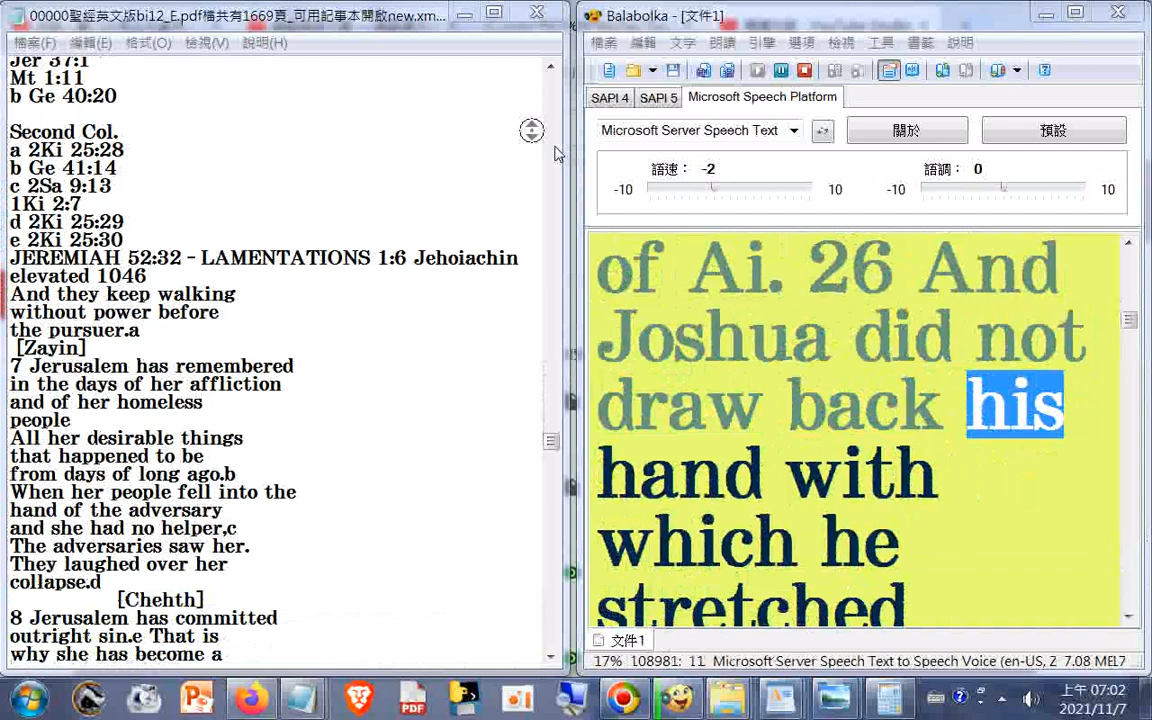 00000聖經英文版bi12_E.pdf檔共有1669頁_可用記事本開啟new.xm...
檔案(F) 編輯(E) 格式(O) 檢視(V) 說明(H)
Jer 37:1
Mt 1:11
b Ge 40:20
Second Col.
a 2Ki 25:28
b Ge 41:14
c 2Sa 9:13
1Ki 2:7
d 2Ki 25:29
e 2Ki 25:30
JEREMIAH 52:32 - LAMENTATIONS 1:6 Jehoiachin
elevated 1046
And they keep walking
without power before
the pursuer.a
[Zayin]
7 Jerusalem has remembered
in the days of her affliction
and of her homeless
people
All her desirable things
that happened to be
from days of long ago.b
When her people fell into the
hand of the adversary
and she had no helper,c
The adversaries saw her.
They laughed over her
collapse.d
[Chehth]
8 Jerusalem has committed
outright sin.e That is
why she has become a
Balabolka - [文件1]
檔案 編輯 文字 朗讀 引擎 選項 檢視 工具 書籤 說明
SAPI 4 SAPI 5 Microsoft Speech Platform
Microsoft Server Speech Text 關於 預設
語速： -2 語調： 0
-10 10 -10 10
of Ai. 26 And
Joshua did not
draw back his
hand with
which he
stretched
文件1
17% 108981: 11 Microsoft Server Speech Text to Speech Voice (en-US, Z 7.08 MB
上午 07:02
2021/11/7